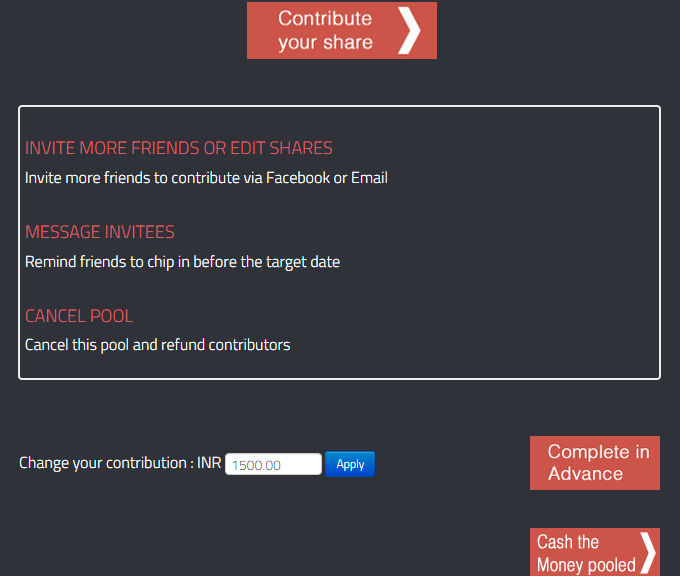 Contribute
your share
INVITE MORE FRIENDS OR EDIT SHARES
Invite more friends to contribute via Facebook or Email
MESSAGE INVITEES
Remind friends to chip in before the target date
CANCEL POOL
Cancel this pool and refund contributors
Change your contribution : INR 1500.00 Apply
Complete in
Advance
Cash the
Money pooled